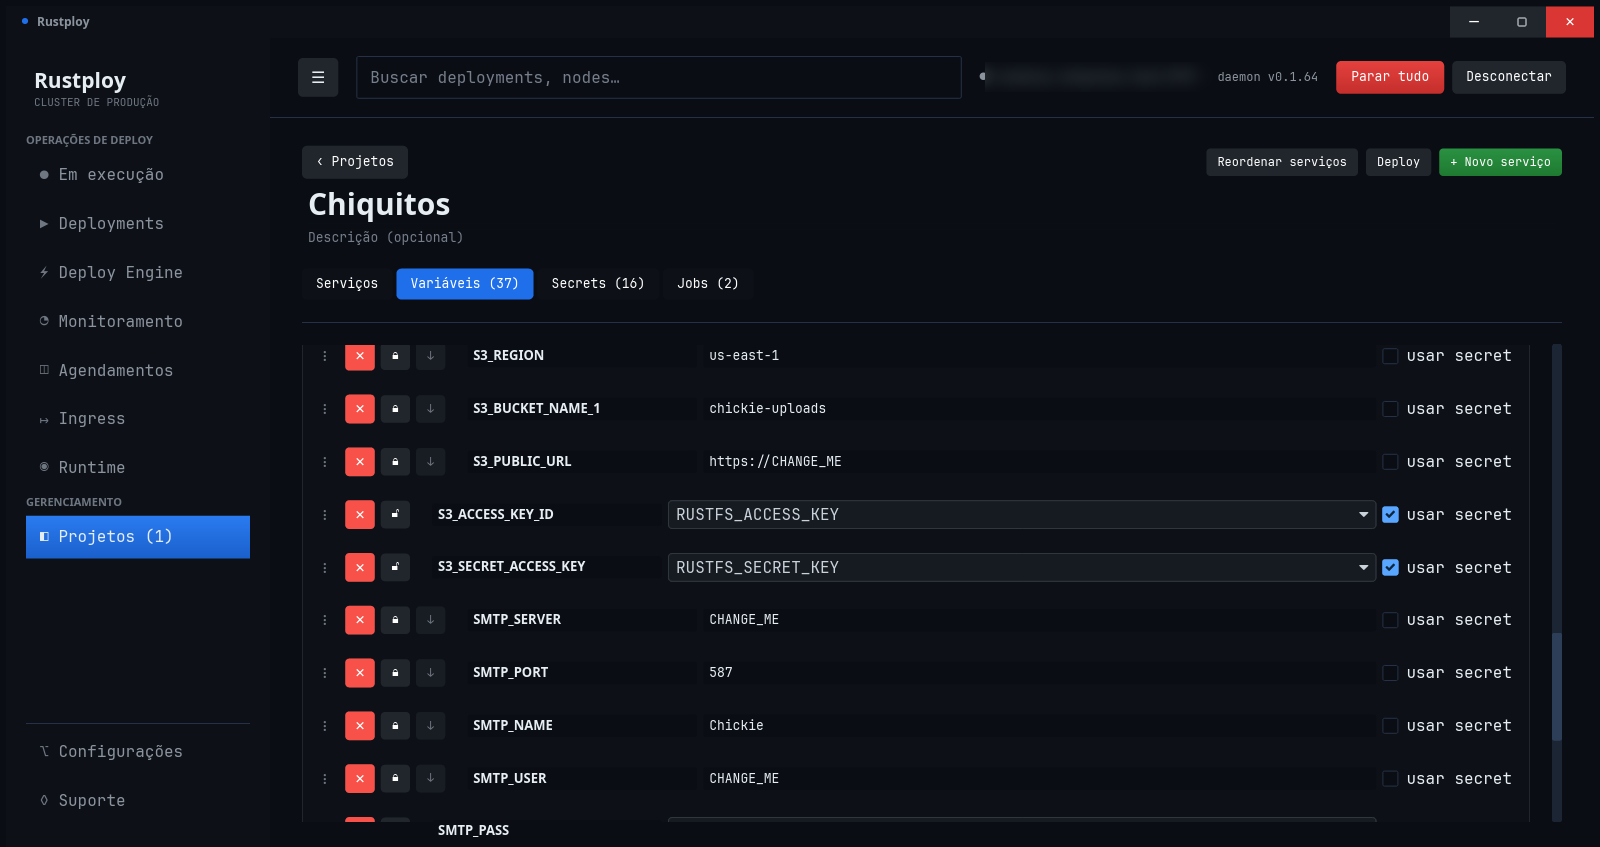 Rustploy
Rustploy
CLUSTER DE PRODUÇÃO
OPERAÇÕES DE DEPLOY
Em execução
Deployments
Deploy Engine
Monitoramento
Agendamentos
Ingress
Runtime
GERENCIAMENTO
Projetos (1)
Configurações
Suporte
Buscar deployments, nodes…
daemon v0.1.64
Parar tudo
Desconectar
‹ Projetos
Reordenar serviços
Deploy
+ Novo serviço
Chiquitos
Descrição (opcional)
Serviços
Variáveis (37)
Secrets (16)
Jobs (2)
S3_REGION us-east-1 usar secret
S3_BUCKET_NAME_1 chickie-uploads usar secret
S3_PUBLIC_URL https://CHANGE_ME usar secret
S3_ACCESS_KEY_ID RUSTFS_ACCESS_KEY usar secret
S3_SECRET_ACCESS_KEY RUSTFS_SECRET_KEY usar secret
SMTP_SERVER CHANGE_ME usar secret
SMTP_PORT 587 usar secret
SMTP_NAME Chickie usar secret
SMTP_USER CHANGE_ME usar secret
SMTP_PASS